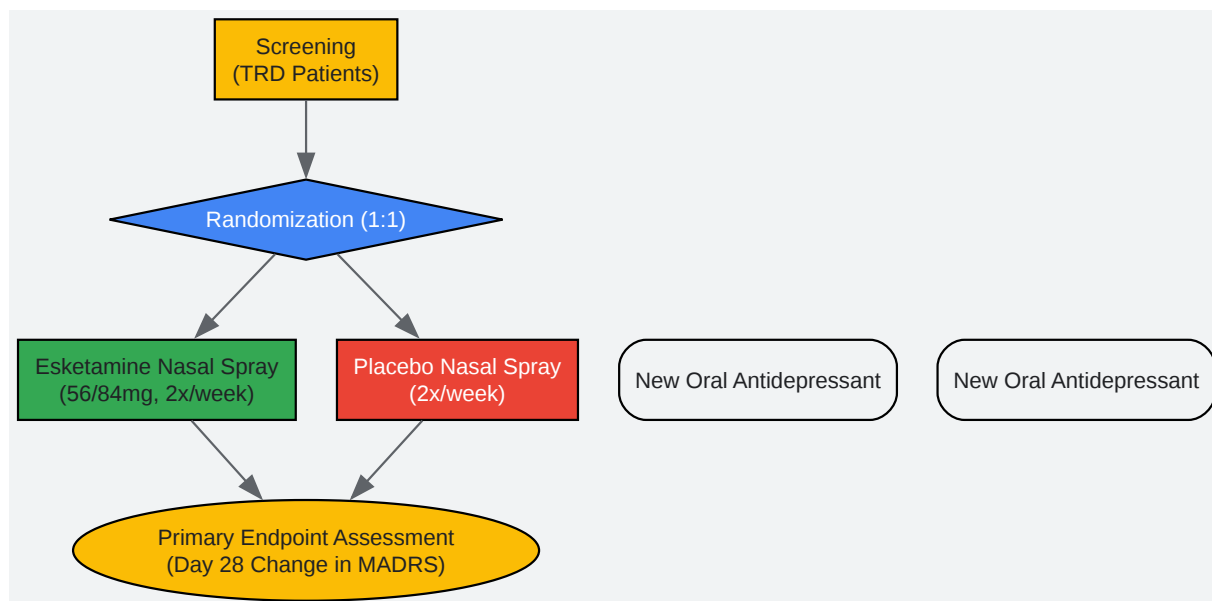 Screening
(TRD Patients)
Randomization (1:1)
Esketamine Nasal Spray
(56/84mg, 2x/week)
Placebo Nasal Spray
(2x/week)
New Oral Antidepressant
New Oral Antidepressant
Primary Endpoint Assessment
(Day 28 Change in MADRS)